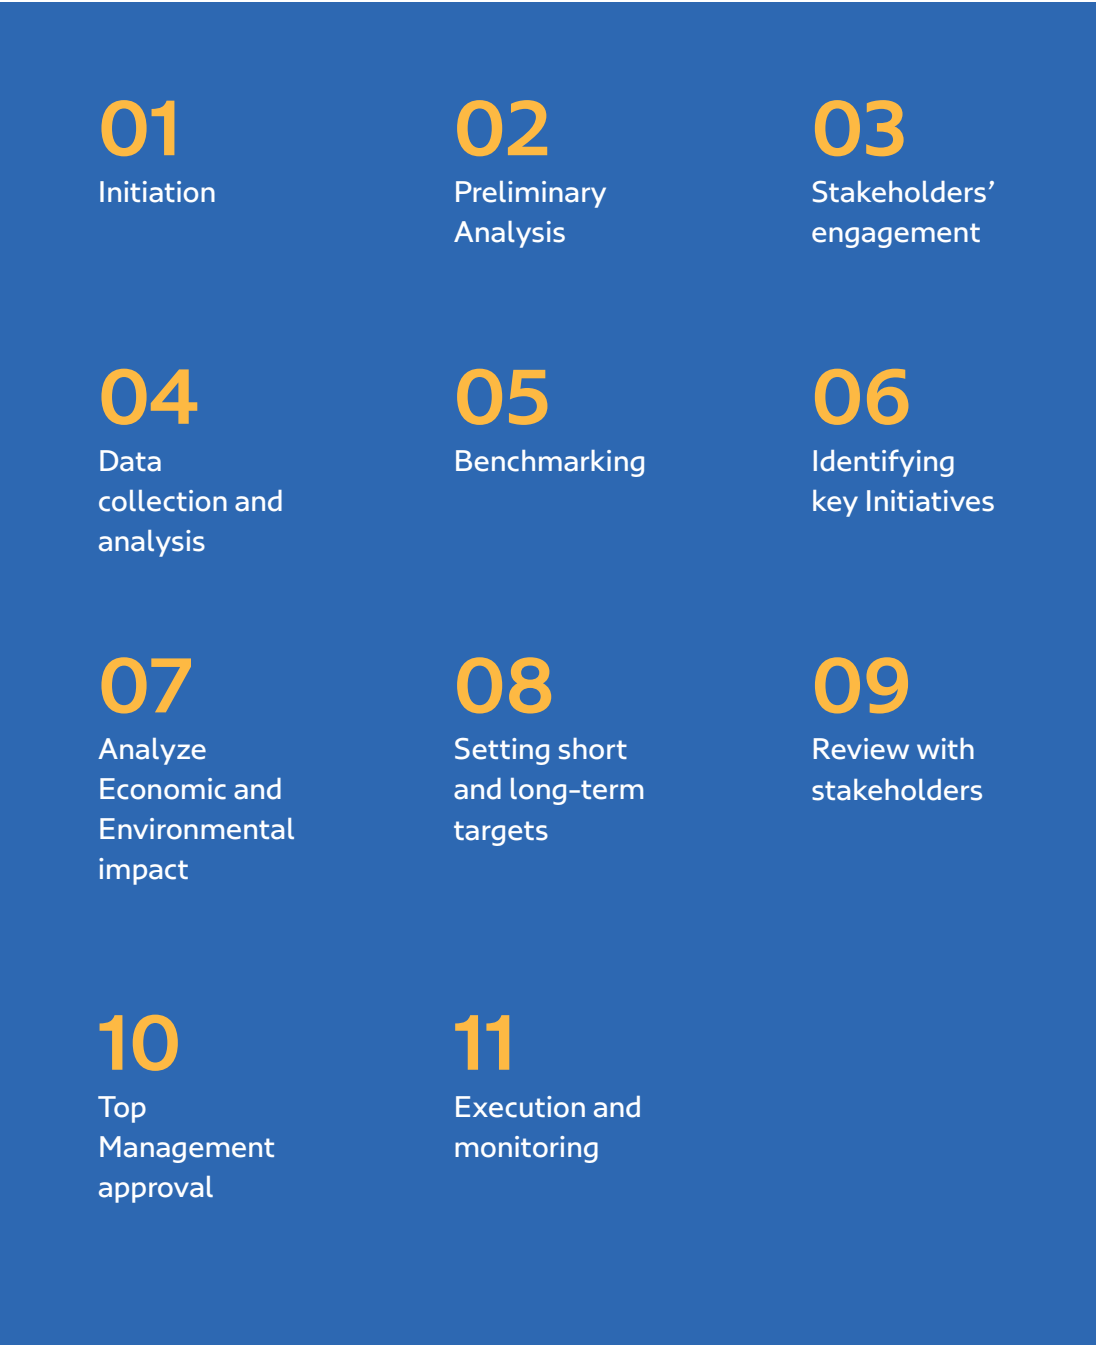 01
Initiation
02
Preliminary
Analysis
03
Stakeholders’
engagement
04
Data
collection and
analysis
05
Benchmarking
06
Identifying
key Initiatives
07
Analyze
Economic and
Environmental
impact
08
Setting short
and long-term
targets
09
Review with
stakeholders
10
Top
Management
approval
11
Execution and
monitoring